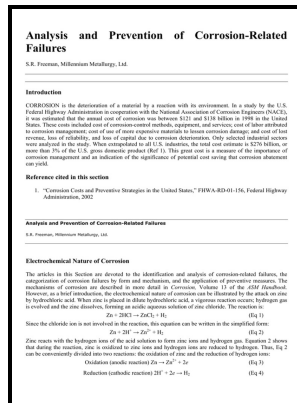 Analysis and Prevention of Corrosion-Related
Failures
S.R. Freeman, Millennium Metallurgy, Ltd.
Introduction
CORROSION is the deterioration of a material by a reaction with its environment. In a study by the U.S.
Federal Highway Administration in cooperation with the National Association of Corrosion Engineers (NACE),
it was estimated that the annual cost of corrosion was between $121 and $138 billion in 1998 in the United
States. These costs included cost of corrosion-control methods, equipment, and services; cost of labor attributed
to corrosion management; cost of use of more expensive materials to lessen corrosion damage; and cost of lost
revenue, loss of reliability, and loss of capital due to corrosion deterioration. Only selected industrial sectors
were analyzed in the study. When extrapolated to all U.S. industries, the total cost estimate is $276 billion, or
more than 3% of the U.S. gross domestic product (Ref 1). This great cost is a measure of the importance of
corrosion management and an indication of the significance of potential cost saving that corrosion abatement
can yield.
Reference cited in this section
1. "Corrosion Costs and Preventive Strategies in the United States," FHWA-RD-01-156, Federal Highway
Administration, 2002
Analysis and Prevention of Corrosion-Related Failures
S.R. Freeman, Millennium Metallurgy, Ltd.
Electrochemical Nature of Corrosion
The articles in this Section are devoted to the identification and analysis of corrosion-related failures, the
categorization of corrosion failures by form and mechanism, and the application of preventive measures. The
mechanisms of corrosion are described in more detail in Corrosion, Volume 13 of the ASM Handbook.
However, as a brief introduction, the electrochemical nature of corrosion can be illustrated by the attack on zinc
by hydrochloric acid. When zinc is placed in dilute hydrochloric acid, a vigorous reaction occurs; hydrogen gas
is evolved and the zinc dissolves, forming an acidic aqueous solution of zinc chloride. The reaction is:
Zn + 2HCl → ZnCl₂ + H₂ (Eq 1)
Since the chloride ion is not involved in the reaction, this equation can be written in the simplified form:
Zn + 2H⁺ → Zn²⁺ + H₂ (Eq 2)
Zinc reacts with the hydrogen ions of the acid solution to form zinc ions and hydrogen gas. Equation 2 shows
that during the reaction, zinc is oxidized to zinc ions and hydrogen ions are reduced to hydrogen. Thus, Eq 2
can be conveniently divided into two reactions: the oxidation of zinc and the reduction of hydrogen ions:
Oxidation (anodic reaction) Zn → Zn²⁺ + 2e (Eq 3)
Reduction (cathodic reaction) 2H⁺ + 2e → H₂ (Eq 4)